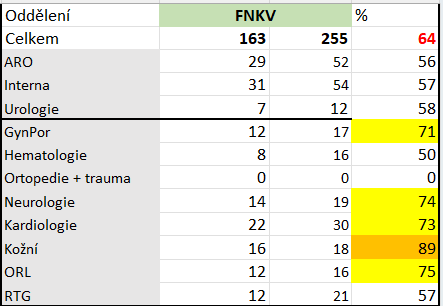 Oddělení FNKV %
Celkem 163 255 64
ARO 29 52 56
Interna 31 54 57
Urologie 7 12 58
GynPor 12 17 71
Hematologie 8 16 50
Ortopedie + trauma 0 0 0
Neurologie 14 19 74
Kardiologie 22 30 73
Kožní 16 18 89
ORL 12 16 75
RTG 12 21 57